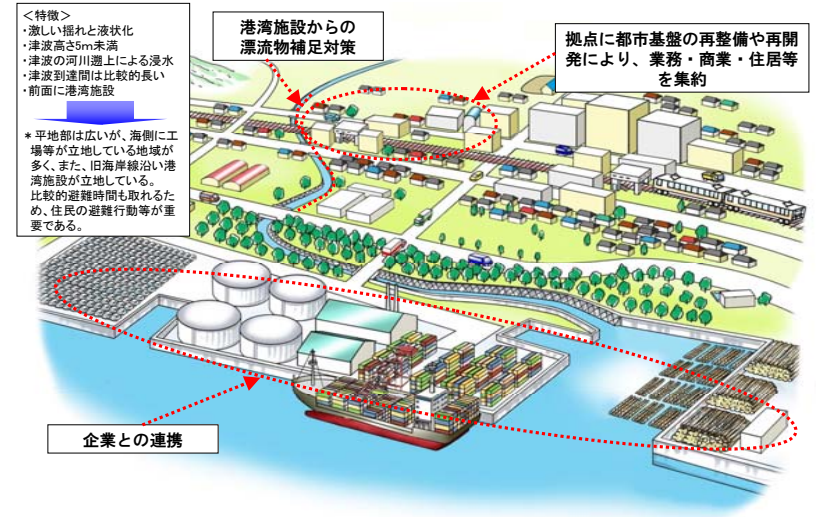 ＜特徴＞
・激しい揺れと液状化
・津波高さ5m未満
・津波の河川遡上による浸水
・津波到達間は比較的長い
・前面に港湾施設
＊平地部は広いが、海側に工
場等が立地している地域が
多く、また、旧海岸線沿い港
湾施設が立地している。
比較的避難時間も取れるた
め、住民の避難行動等が重
要である。
港湾施設からの
漂流物補足対策
拠点に都市基盤の再整備や再開
発により、業務・商業・住居等
を集約
企業との連携